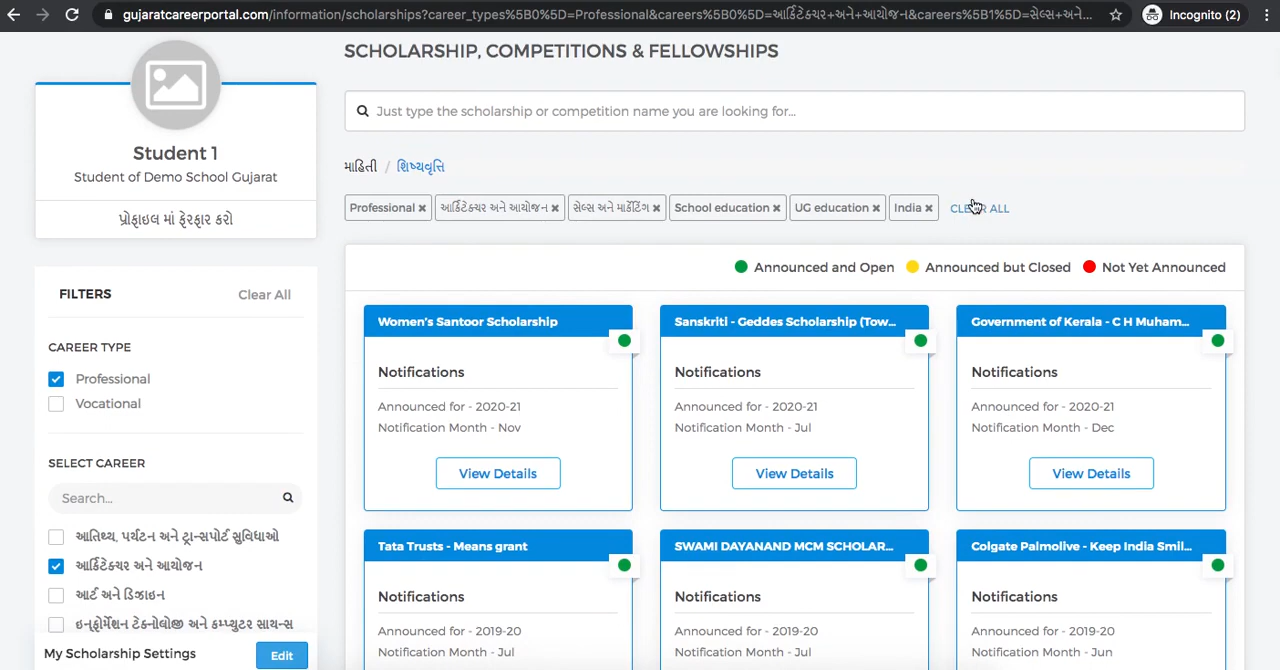 gujaratcareerportal.com/information/scholarships?career_types%5B0%5D=Professional&careers%5B0%5D=આર્કિટેક્ચર+અને+આયોજન&careers%5B1%5D=સેલ્સ+અને...
Incognito (2)
SCHOLARSHIP, COMPETITIONS & FELLOWSHIPS
Just type the scholarship or competition name you are looking for...
Student 1
Student of Demo School Gujarat
પ્રોફાઇલ માં ફેરફાર કરો
માહિતી / શિષ્યવૃત્તિ
Professional × આર્કિટેક્ચર અને આયોજન × સેલ્સ અને માર્કેટિંગ × School education × UG education × India × CLEAR ALL
FILTERS Clear All
Announced and Open Announced but Closed Not Yet Announced
CAREER TYPE
Professional
Vocational
SELECT CAREER
Search...
આતિથ્ય, પર્યટન અને ટ્રાન્સપોર્ટ સુવિધાઓ
આર્કિટેક્ચર અને આયોજન
આર્ટ અને ડિઝાઇન
ઇન્ફોર્મેશન ટેક્નોલોજી અને કમ્પ્યુટર સાયન્સ
My Scholarship Settings Edit
Women's Santoor Scholarship
Notifications
Announced for - 2020-21
Notification Month - Nov
View Details
Sanskriti - Geddes Scholarship (Tow...
Notifications
Announced for - 2020-21
Notification Month - Jul
View Details
Government of Kerala - C H Muham...
Notifications
Announced for - 2020-21
Notification Month - Dec
View Details
Tata Trusts - Means grant
Notifications
Announced for - 2019-20
Notification Month - Jul
SWAMI DAYANAND MCM SCHOLAR...
Notifications
Announced for - 2019-20
Notification Month - Jul
Colgate Palmolive - Keep India Smil...
Notifications
Announced for - 2019-20
Notification Month - Jun